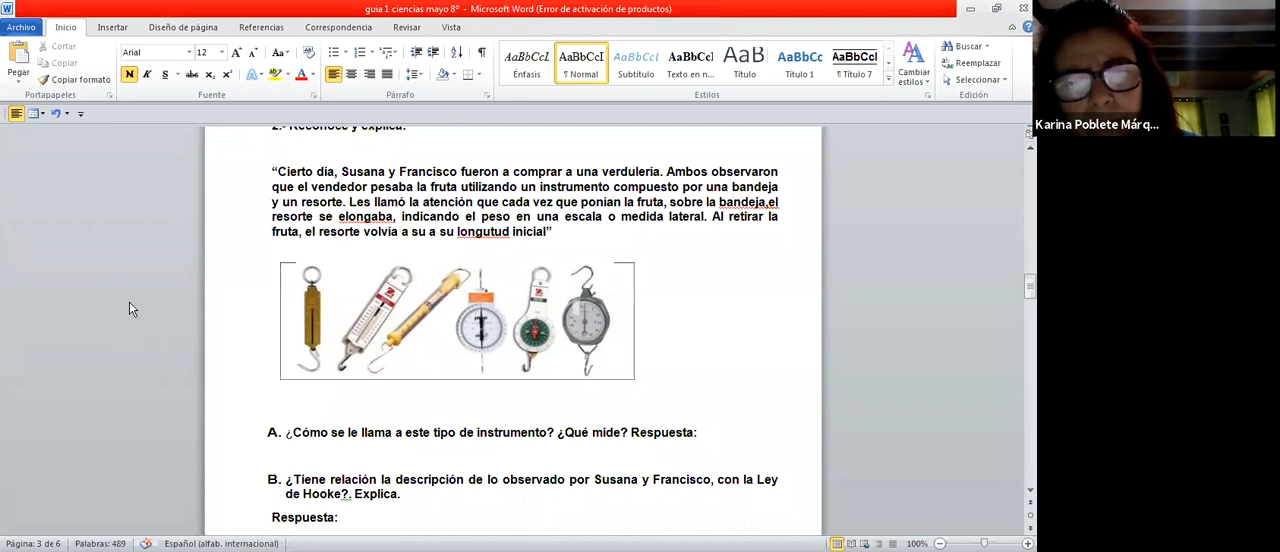 guia 1 ciencias mayo 8º - Microsoft Word (Error de activación de productos)
Archivo Inicio Insertar Diseño de página Referencias Correspondencia Revisar Vista
Cortar
Copiar
Copiar formato
Pegar
Portapapeles
Arial 12
Fuente
Párrafo
AaBbCcI AaBbCcI AaBbCcI AaBbCcl AaB AaBbCc AaBbCcI
Énfasis ¶ Normal Subtítulo Texto en n... Título Título 1 ¶ Título 7
Estilos
Cambiar estilos
Buscar
Reemplazar
Seleccionar
Edición
Karina Poblete Márq...
2.- Reconoce y explica:
“Cierto día, Susana y Francisco fueron a comprar a una verdulería. Ambos observaron
que el vendedor pesaba la fruta utilizando un instrumento compuesto por una bandeja
y un resorte. Les llamó la atención que cada vez que ponían la fruta, sobre la bandeja,el
resorte se elongaba, indicando el peso en una escala o medida lateral. Al retirar la
fruta, el resorte volvía a su a su longutud inicial”
A. ¿Cómo se le llama a este tipo de instrumento? ¿Qué mide? Respuesta:
B. ¿Tiene relación la descripción de lo observado por Susana y Francisco, con la Ley
de Hooke?. Explica.
Respuesta:
Página: 3 de 6 Palabras: 489 Español (alfab. internacional) 100%